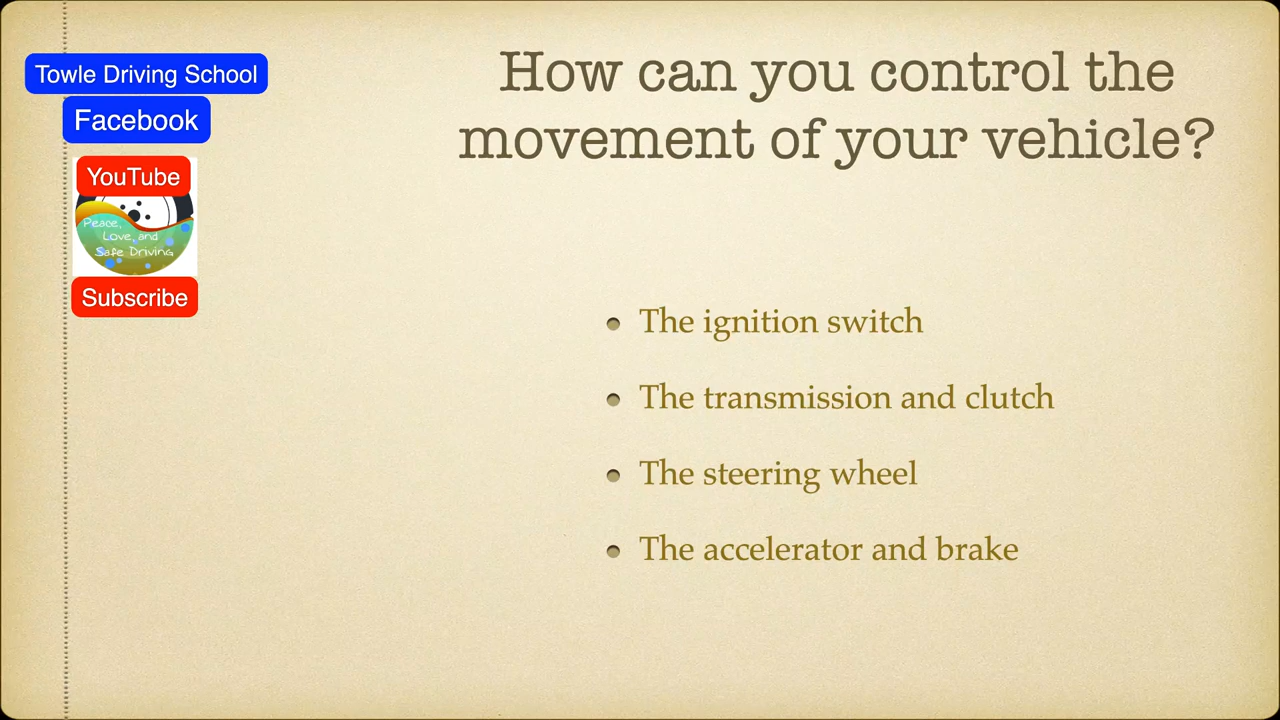 Towle Driving School
Facebook
YouTube
Peace,
Love, and
Safe Driving
Subscribe
How can you control the
movement of your vehicle?
The ignition switch
The transmission and clutch
The steering wheel
The accelerator and brake